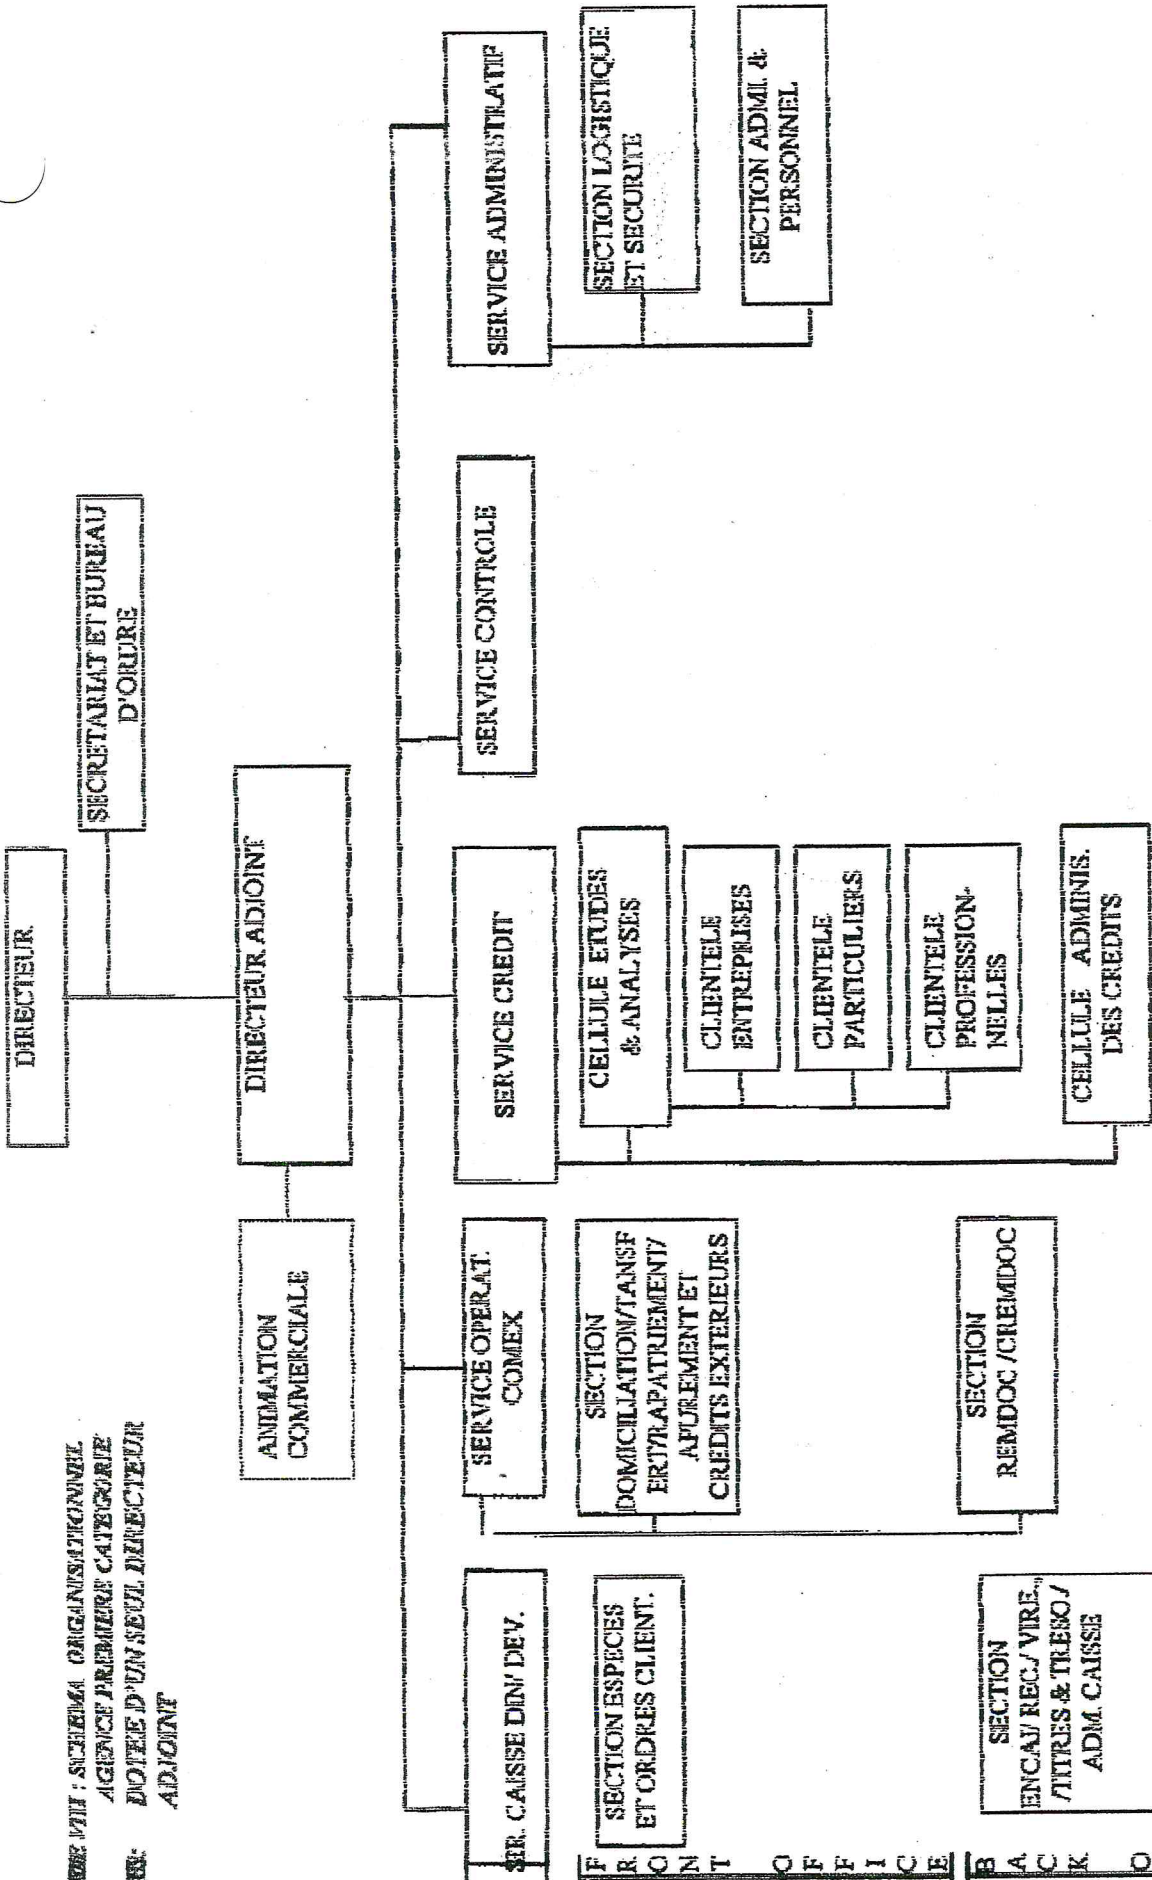 : SCHEMA ORGANISATIONNEL
AGENCE PREMIERE CATEGORIE
DOTEE D'UN SEUL DIRECTEUR
ADJOINT
DIRECTEUR
SECRETARIAT ET BUREAU
D'ORDRE
DIRECTEUR ADJOINT
ANIMATION
COMMERCIALE
SER. CAISSE DIN/ DEV.
SERVICE OPERAT.
COMEX
SERVICE CREDIT
SERVICE CONTROLE
SERVICE ADMINISTRATIF
FRONT OFFICE
SECTION ESPECES
ET ORDRES CLIENT.
SECTION
DOMICILIATION/TANSF
ERT/RAPATRIEMENT/
APUREMENT ET
CREDITS EXTERIEURS
CELLULE ETUDES
& ANALYSES
CLIENTELE
ENTREPRISES
CLIENTELE
PARTICULIERS
CLIENTELE
PROFESSION-
NELLES
SECTION LOGISTIQUE
ET SECURITE
SECTION ADMI. &
PERSONNEL
BACK O
SECTION
ENCAI/ REC./ VIRE.
/TITRES & TRESO./
ADM. CAISSE
SECTION
REMDOC /CREMDOC
CELLULE ADMINIS.
DES CREDITS